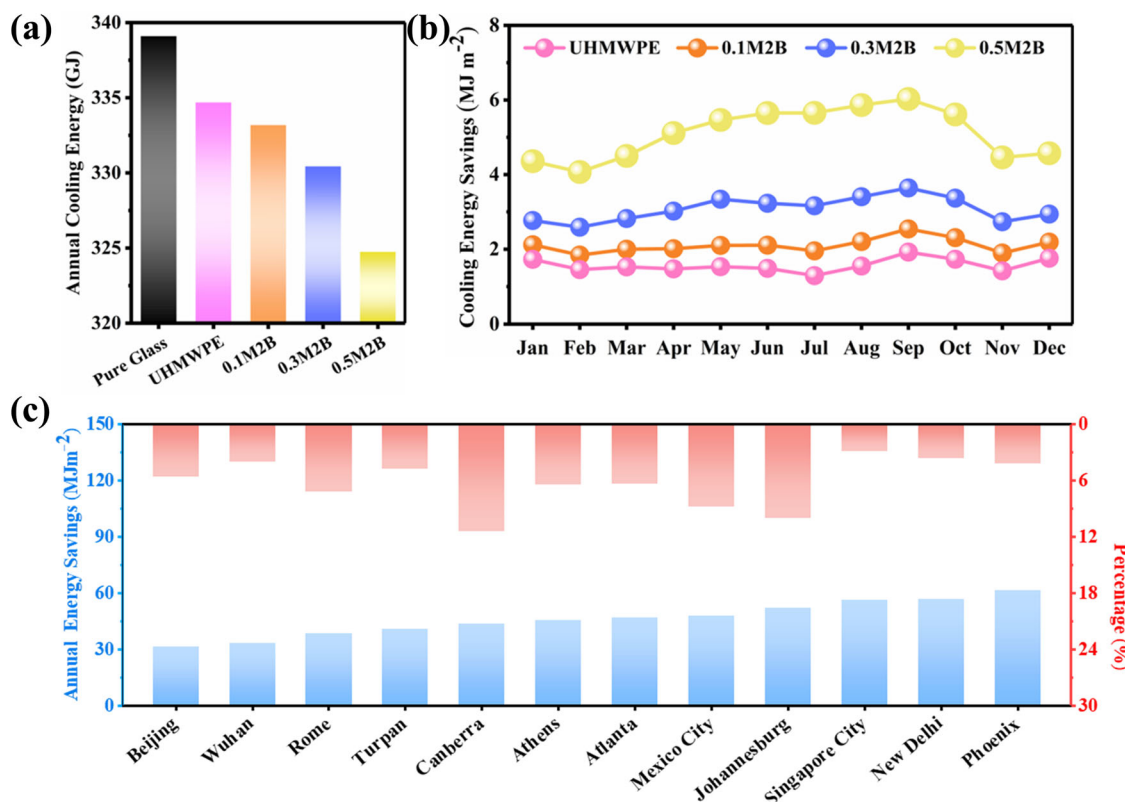 (a)
Annual Cooling Energy (GJ)
340
335
330
325
320
Pure Glass
UHMWPE
0.1M2B
0.3M2B
0.5M2B
(b)
Cooling Energy Savings (MJ m⁻²)
8
6
4
2
0
UHMWPE 0.1M2B 0.3M2B 0.5M2B
Jan Feb Mar Apr May Jun Jul Aug Sep Oct Nov Dec
(c)
Annual Energy Savings (MJm⁻²)
150
120
90
60
30
0
0
6
12
18
24
30
Percentage (%)
Beijing
Wuhan
Rome
Turpan
Canberra
Athens
Atlanta
Mexico City
Johannesburg
Singapore City
New Delhi
Phoenix